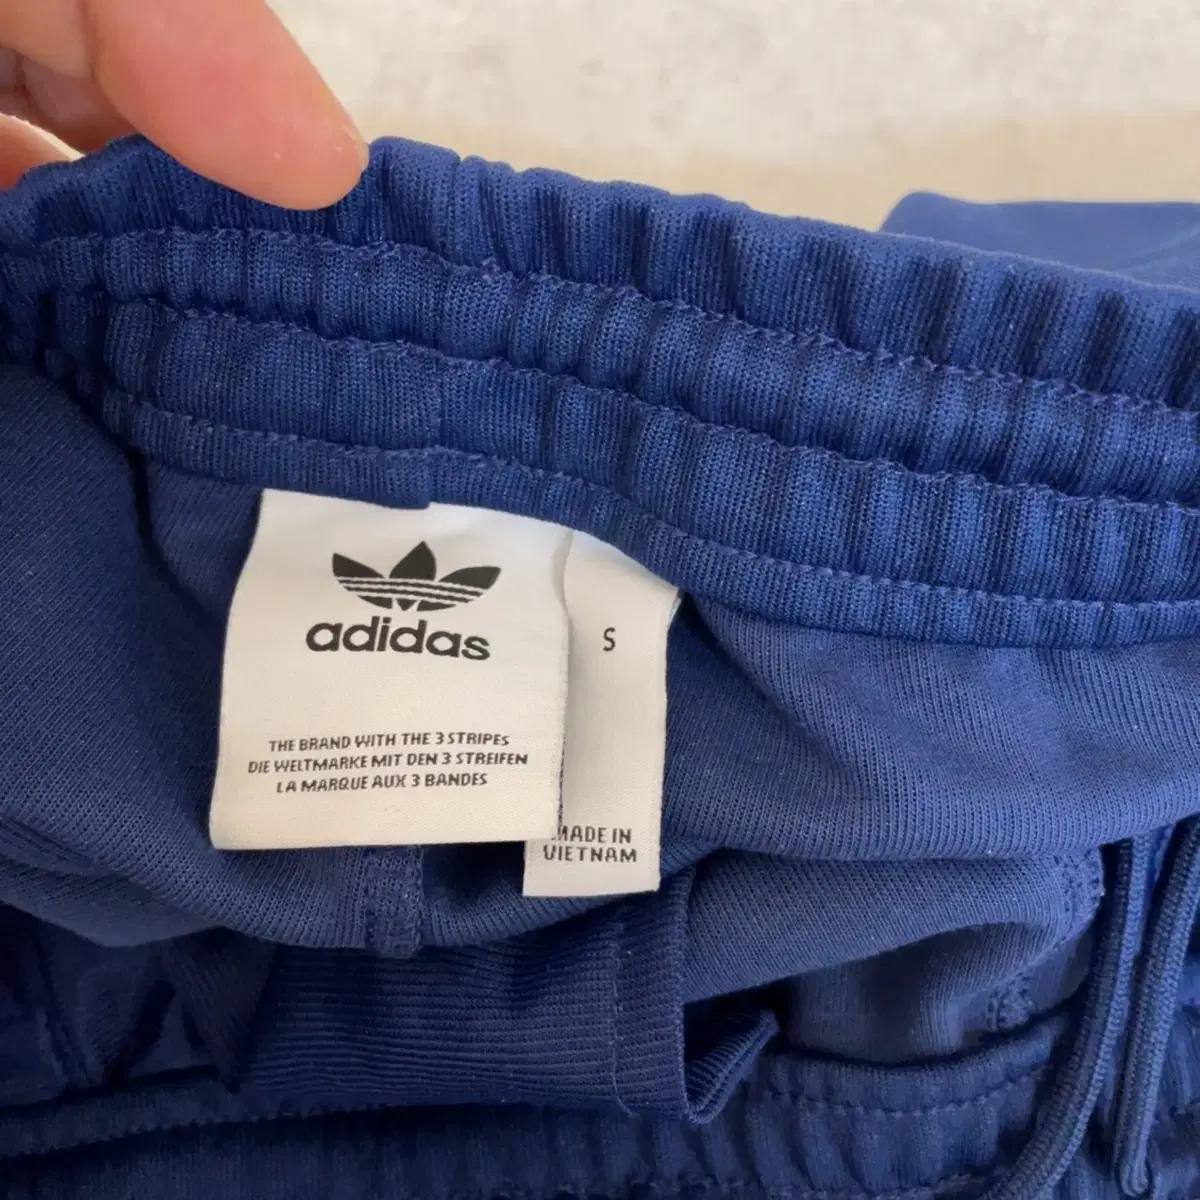 adidas
THE BRAND WITH THE 3 STRIPES
DIE WELTMARKE MIT DEN 3 STREIFEN
LA MARQUE AUX 3 BANDES
S
MADE IN
VIETNAM